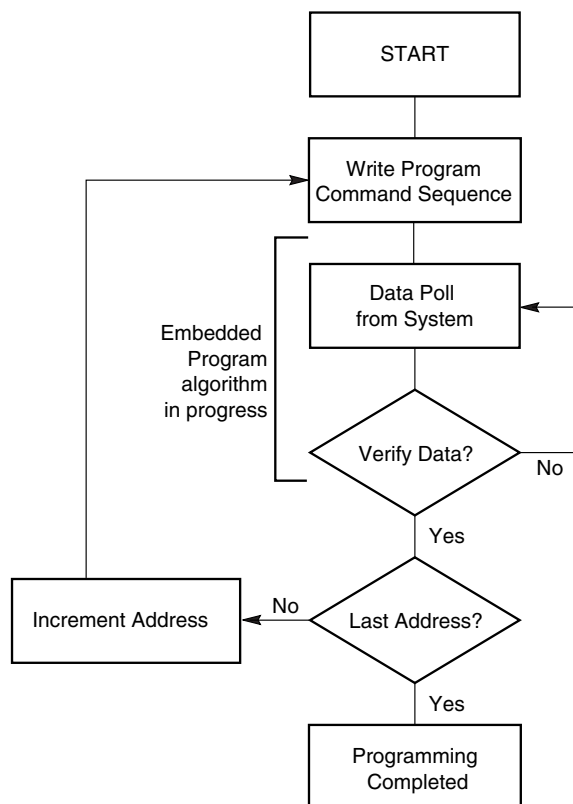 START
Write Program
Command Sequence
Data Poll
from System
Embedded
Program
algorithm
in progress
Verify Data?
No
Yes
Increment Address
No
Last Address?
Yes
Programming
Completed